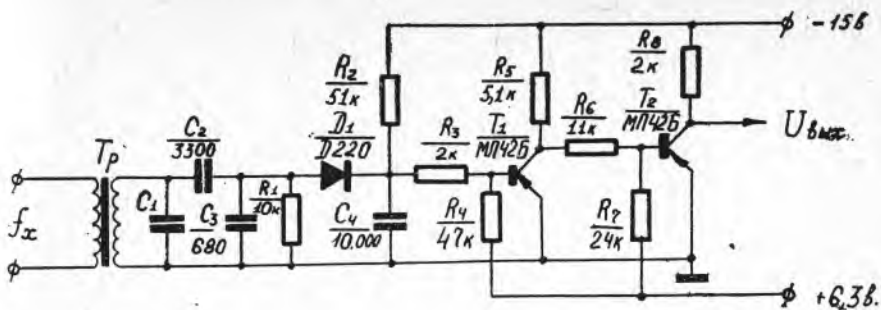 -15в
R2
51к
R5
5,1к
R8
2к
C2
3300
D1
D220
R3
2к
T1
МП42Б
R6
11к
T2
МП42Б
Uвых.
Тр
fx
C1
C3
680
R1
10к
C4
10.000
R4
47к
R7
24к
+6,3в.